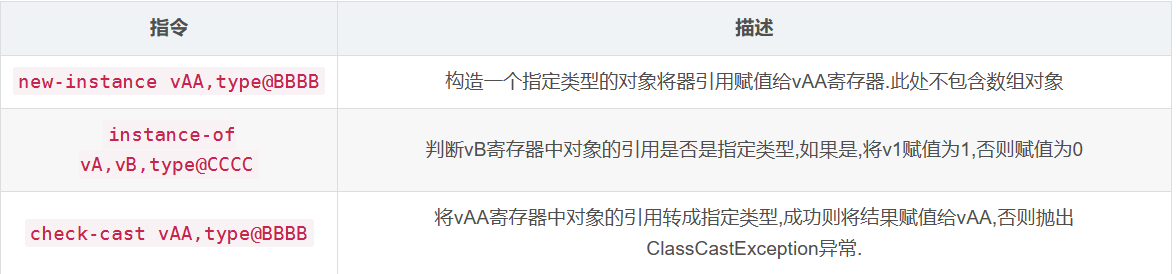 指令 描述
new-instance vAA,type@BBBB 构造一个指定类型的对象将器引用赋值给vAA寄存器.此处不包含数组对象
instance-of
vA,vB,type@CCCC 判断vB寄存器中对象的引用是否是指定类型,如果是,将v1赋值为1,否则赋值为0
check-cast vAA,type@BBBB 将vAA寄存器中对象的引用转成指定类型,成功则将结果赋值给vAA,否则抛出
ClassCastException异常.